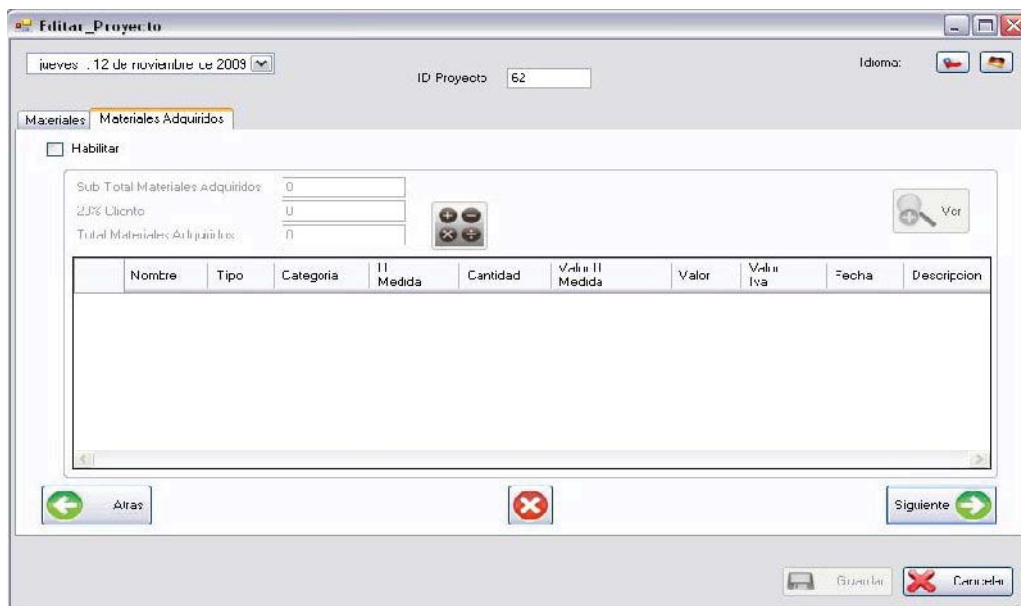 Editar_Proyecto
jueves , 12 de noviembre de 2009
ID Proyecto 62
Idioma:
Materiales Materiales Adquiridos
Habilitar
Sub Total Materiales Adquiridos 0
Cliente 0
Total Materiales Adquiridos 0
Ver
Nombre Tipo Categoria U Medida Cantidad Valor U Medida Valor Valor Iva Fecha Descripcion
Atras
Siguiente
Guardar Cancelar